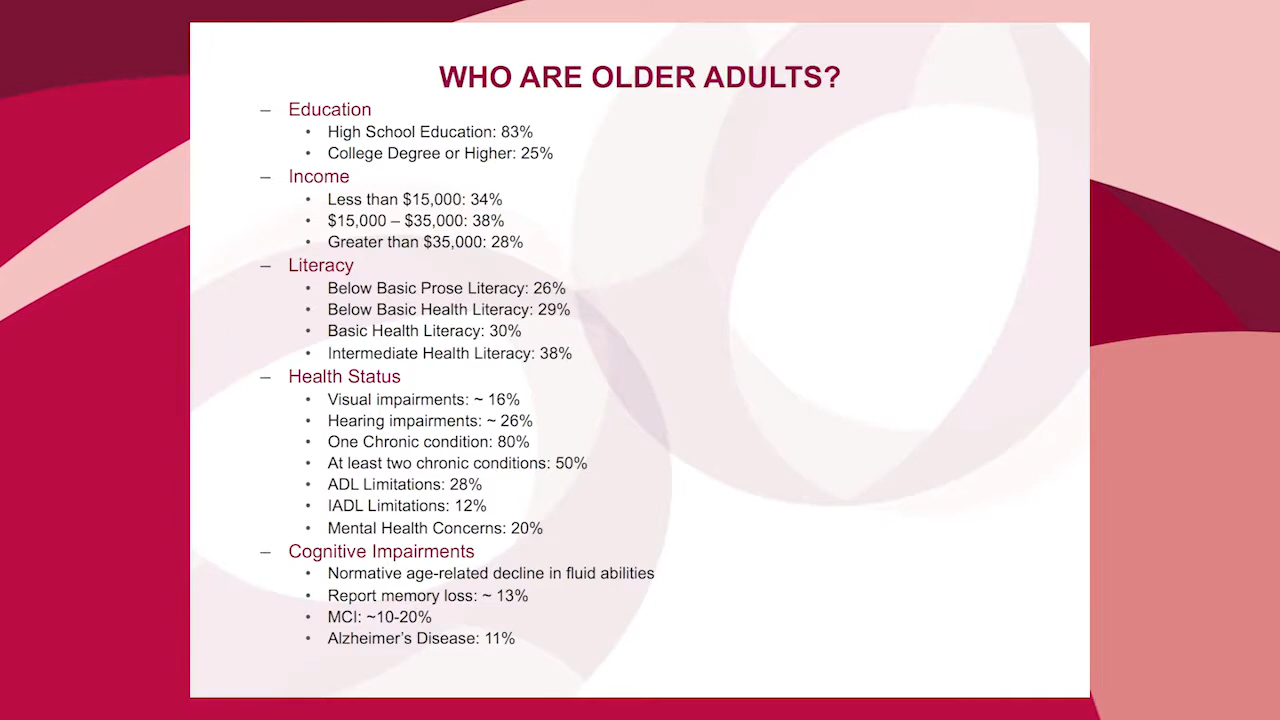 WHO ARE OLDER ADULTS?
– Education
• High School Education: 83%
• College Degree or Higher: 25%
– Income
• Less than $15,000: 34%
• $15,000 – $35,000: 38%
• Greater than $35,000: 28%
– Literacy
• Below Basic Prose Literacy: 26%
• Below Basic Health Literacy: 29%
• Basic Health Literacy: 30%
• Intermediate Health Literacy: 38%
– Health Status
• Visual impairments: ~ 16%
• Hearing impairments: ~ 26%
• One Chronic condition: 80%
• At least two chronic conditions: 50%
• ADL Limitations: 28%
• IADL Limitations: 12%
• Mental Health Concerns: 20%
– Cognitive Impairments
• Normative age-related decline in fluid abilities
• Report memory loss: ~ 13%
• MCI: ~10-20%
• Alzheimer’s Disease: 11%